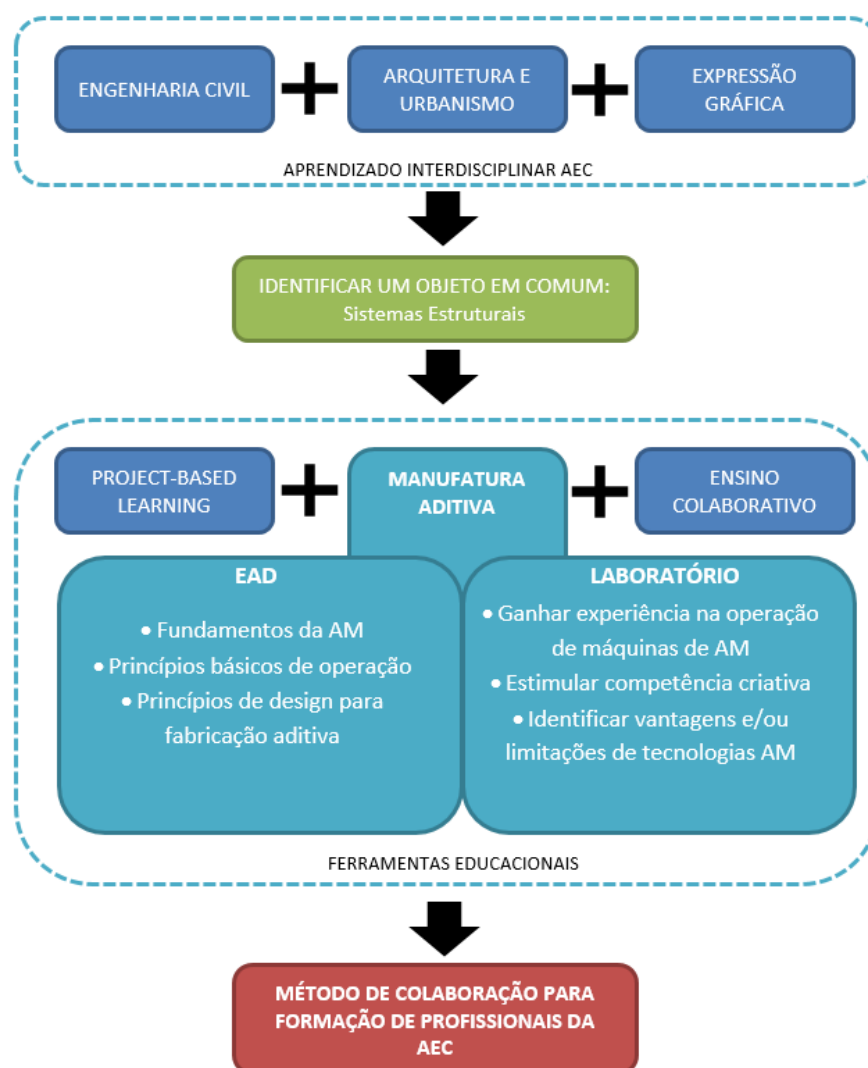 ENGENHARIA CIVIL
ARQUITETURA E
URBANISMO
EXPRESSÃO
GRÁFICA
APRENDIZADO INTERDISCIPLINAR AEC
IDENTIFICAR UM OBJETO EM COMUM:
Sistemas Estruturais
PROJECT-BASED
LEARNING
MANUFATURA
ADITIVA
ENSINO
COLABORATIVO
EAD
• Fundamentos da AM
• Princípios básicos de operação
• Princípios de design para
fabricação aditiva
LABORATÓRIO
• Ganhar experiência na operação
de máquinas de AM
• Estimular competência criativa
• Identificar vantagens e/ou
limitações de tecnologias AM
FERRAMENTAS EDUCACIONAIS
MÉTODO DE COLABORAÇÃO PARA
FORMAÇÃO DE PROFISSIONAIS DA
AEC